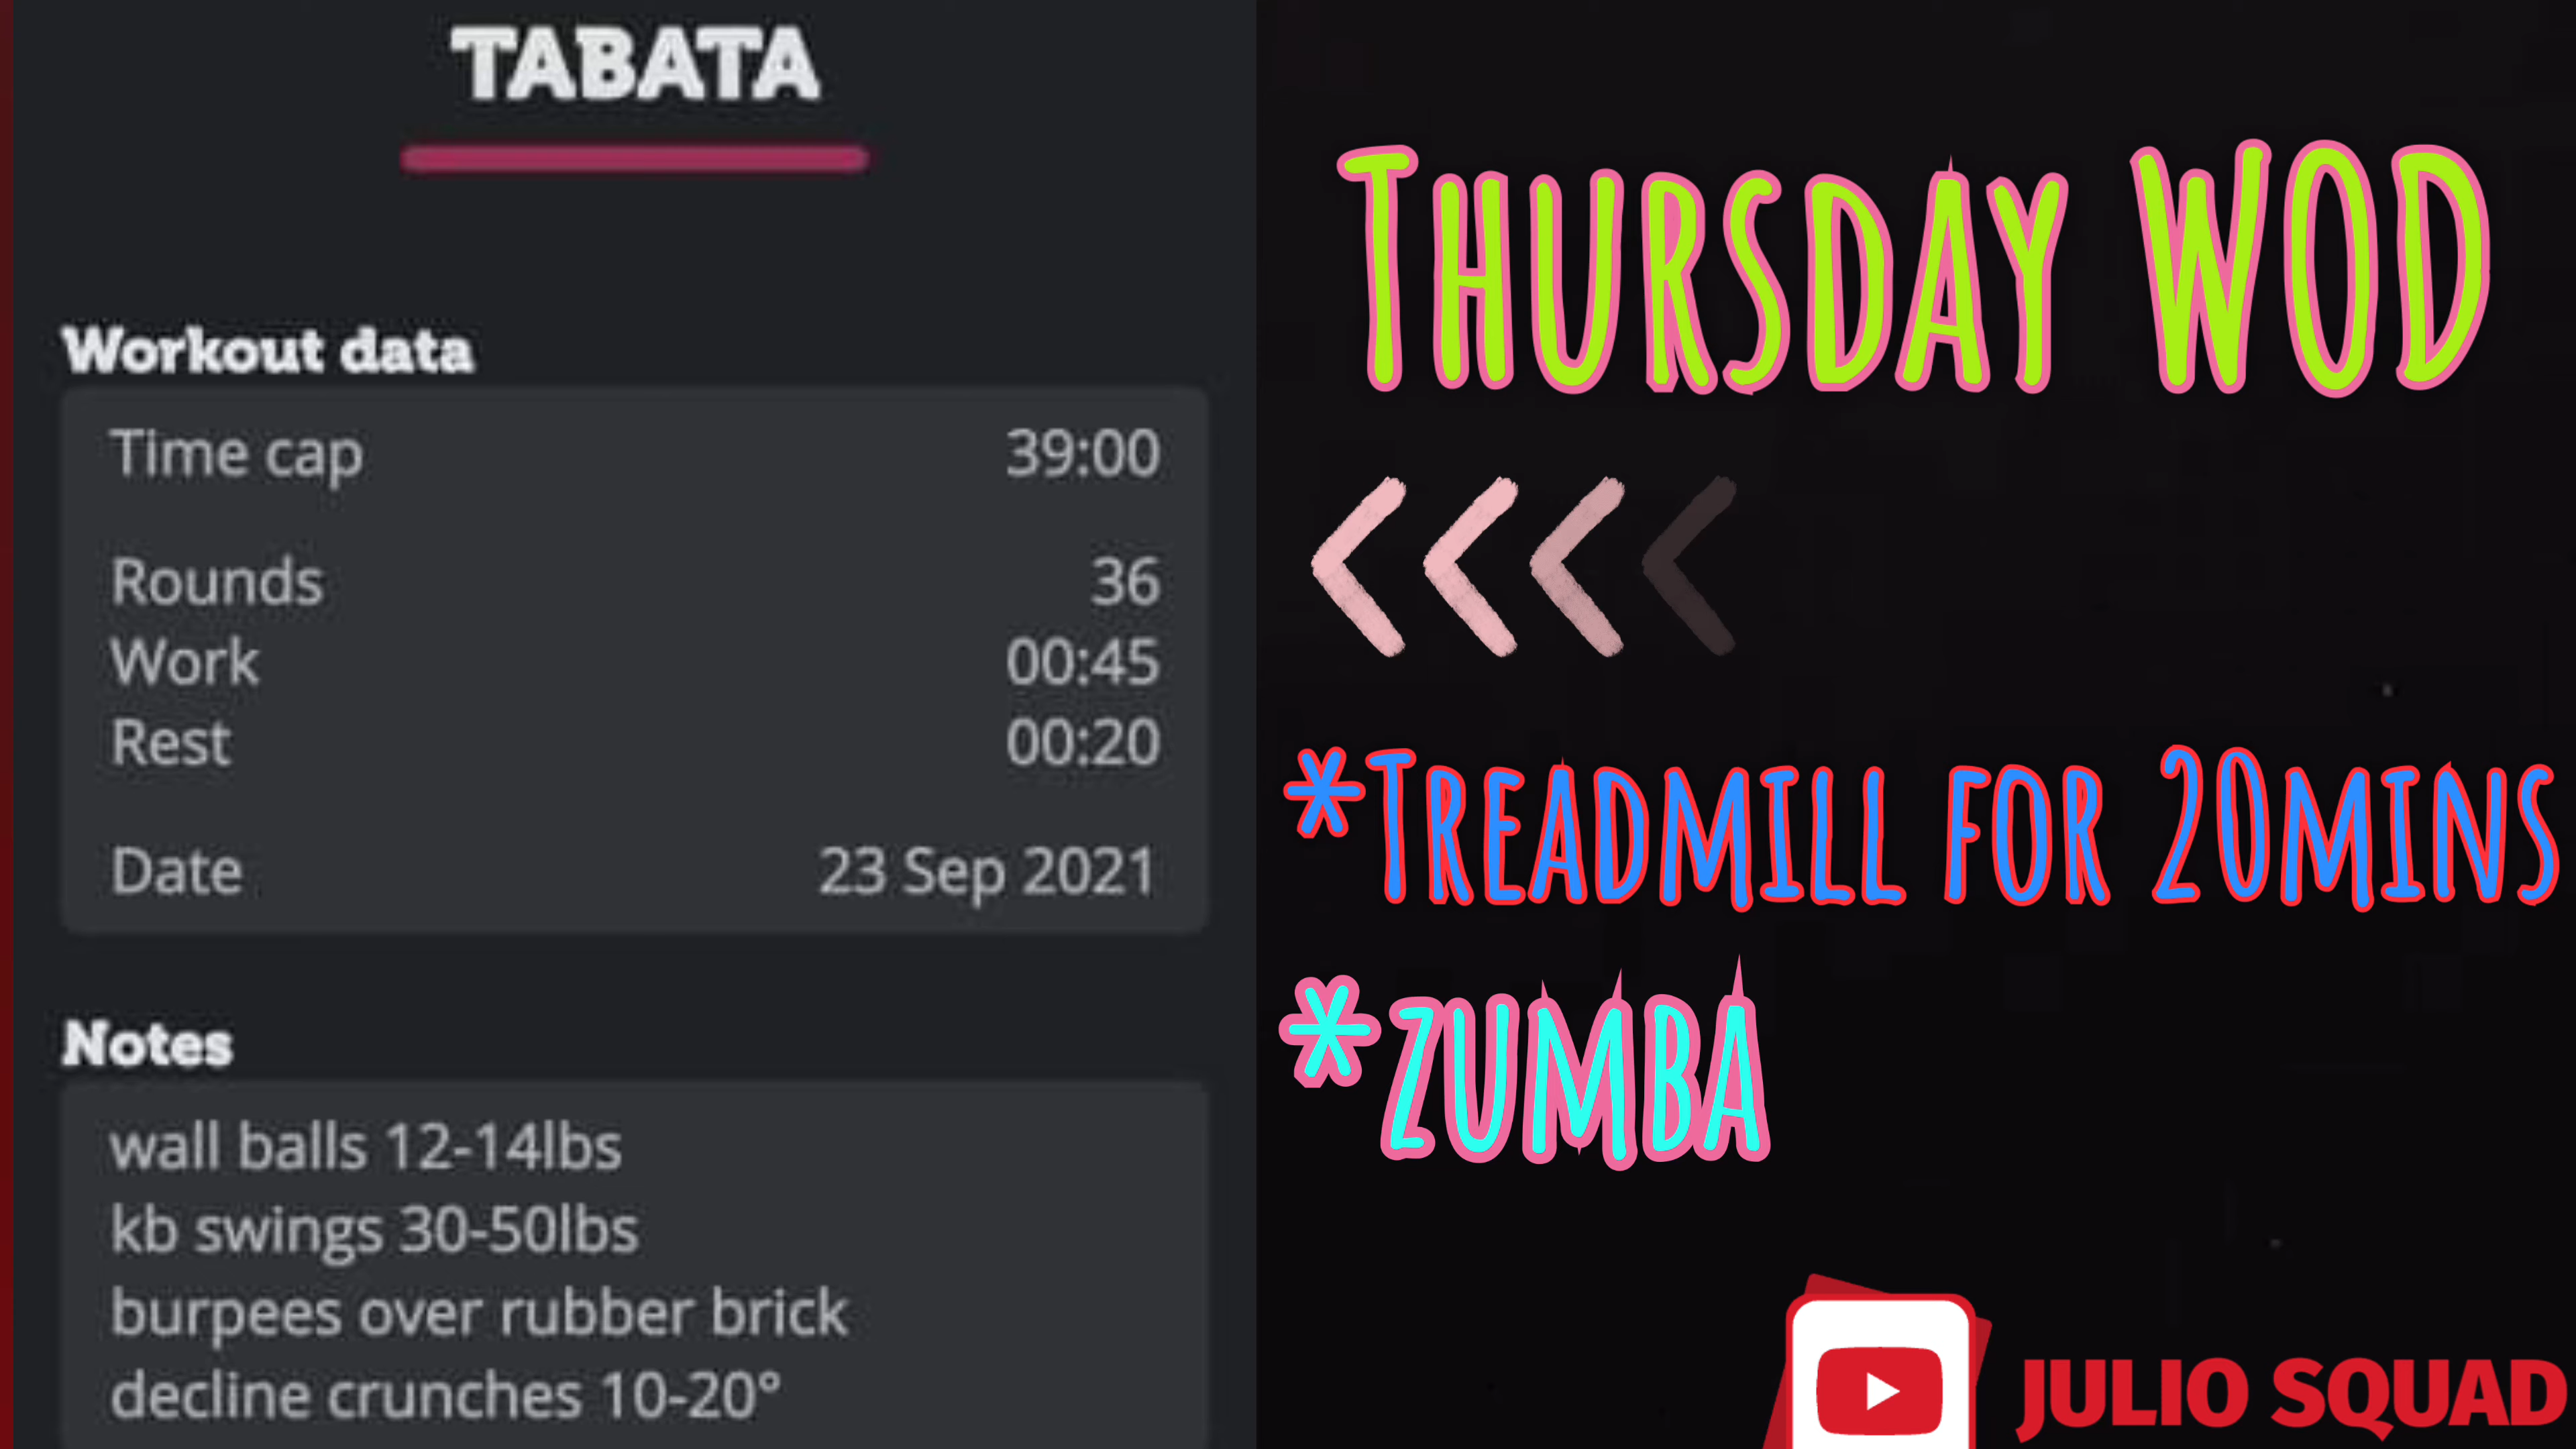 TABATA
Workout data
Time cap 39:00
Rounds 36
Work 00:45
Rest 00:20
Date 23 Sep 2021
Notes
wall balls 12-14lbs
kb swings 30-50lbs
burpees over rubber brick
decline crunches 10-20°
THURSDAY WOD
*TREADMILL FOR 20MINS
*ZUMBA
JULIO SQUAD